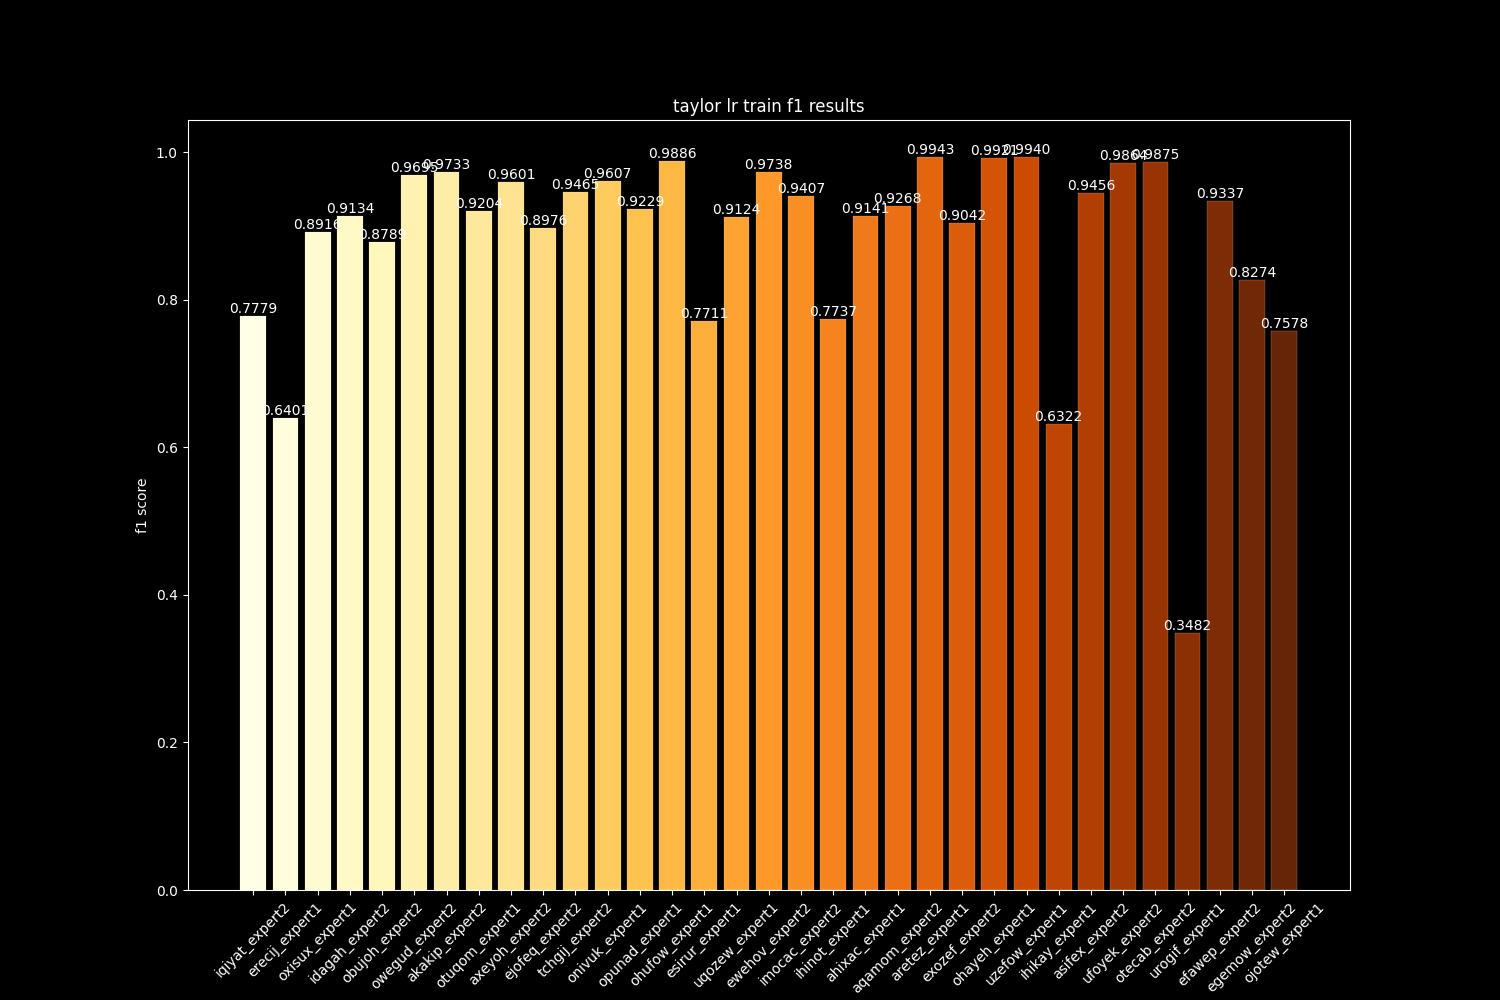 taylor lr train f1 results
1.0
0.8
0.6
0.4
0.2
0.0
f1 score
0.7779
0.6401
0.8916
0.9134
0.8789
0.9695
0.9733
0.9204
0.9601
0.8976
0.9465
0.9607
0.9229
0.9886
0.7711
0.9124
0.9738
0.9407
0.7737
0.9141
0.9268
0.9943
0.9042
0.9921
0.9940
0.6322
0.9456
0.9864
0.9875
0.3482
0.9337
0.8274
0.7578
iqjyat_expert2
erecij_expert1
oxisux_expert1
idagah_expert2
obujoh_expert2
owegud_expert2
akakip_expert2
otuqom_expert1
axeyoh_expert2
ejofeq_expert2
tchgjj_expert2
onivuk_expert1
opunad_expert1
ohufow_expert1
esirur_expert1
uqozew_expert1
ewehov_expert2
imocac_expert2
ihinot_expert1
ahixac_expert1
aqamom_expert2
aretez_expert1
exozef_expert2
ohayeh_expert1
uzefow_expert1
ihikay_expert1
asifex_expert2
ufoyek_expert2
otecab_expert2
urogif_expert1
efawep_expert2
egemow_expert2
ojotew_expert1